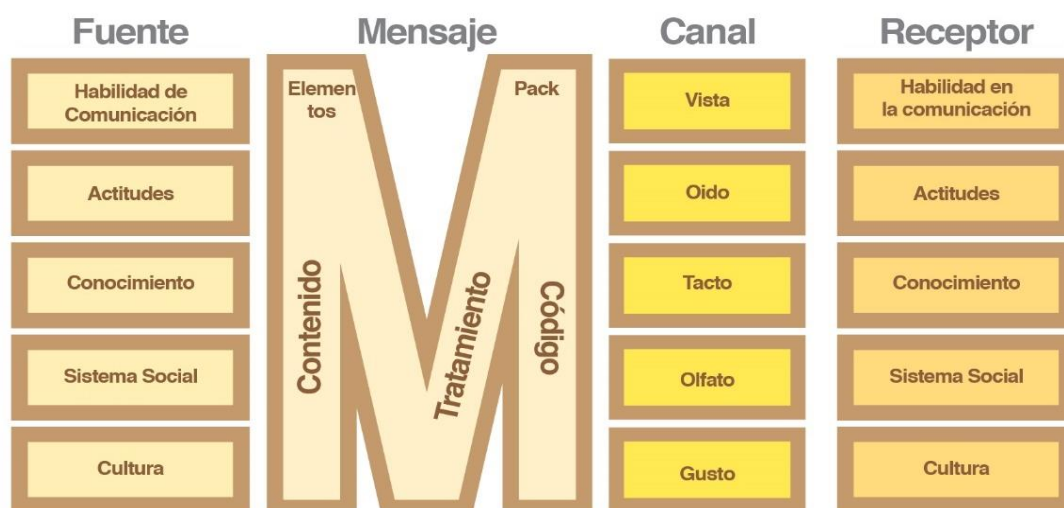 Fuente
Habilidad de
Comunicación
Actitudes
Conocimiento
Sistema Social
Cultura
Mensaje
Elemen
tos
Pack
Contenido
Tratamiento
Código
Canal
Vista
Oido
Tacto
Olfato
Gusto
Receptor
Habilidad en
la comunicación
Actitudes
Conocimiento
Sistema Social
Cultura